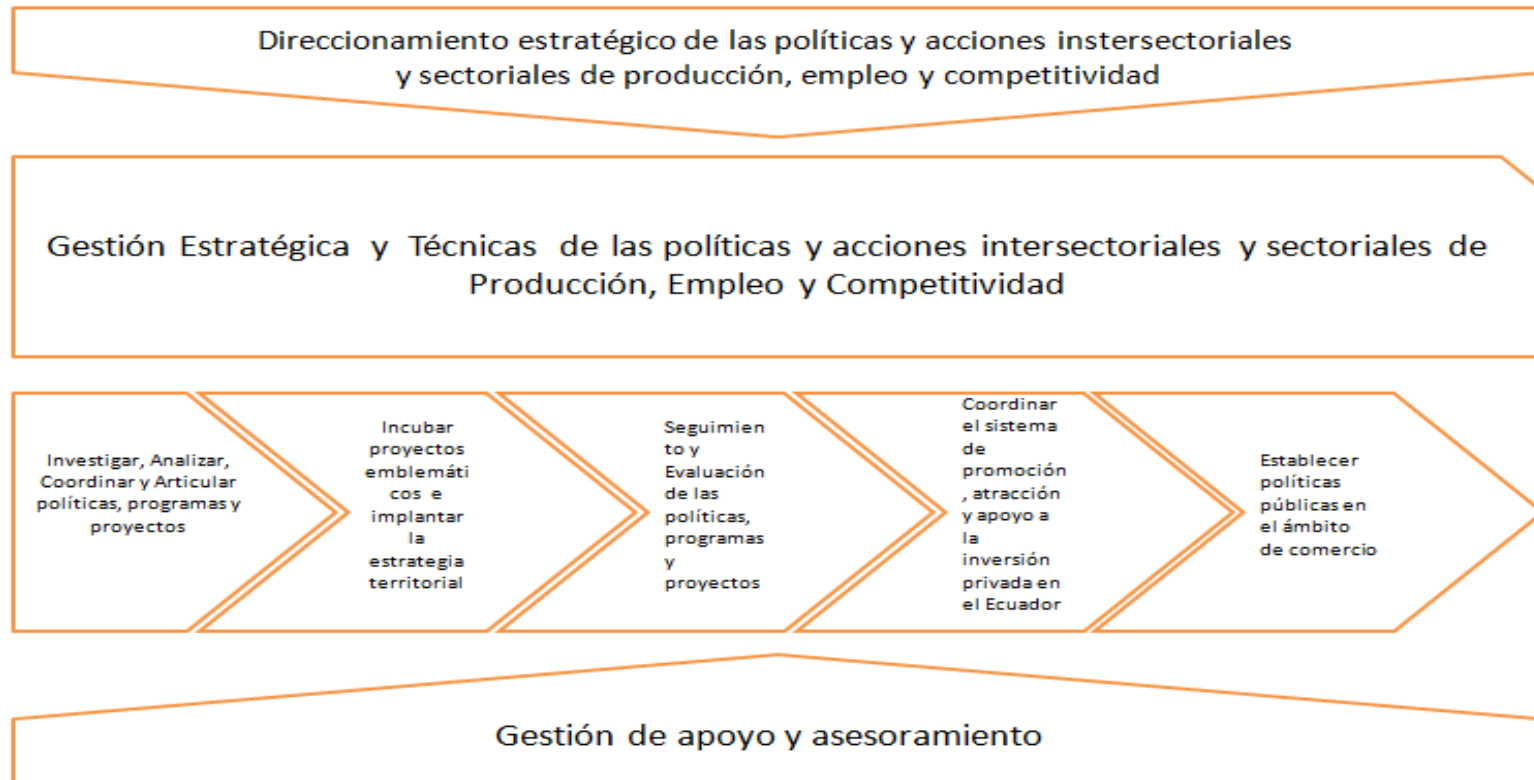 Direccionamiento estratégico de las políticas y acciones instersectoriales
y sectoriales de producción, empleo y competitividad
Gestión Estratégica y Técnicas de las políticas y acciones intersectoriales y sectoriales de
Producción, Empleo y Competitividad
Investigar, Analizar,
Coordinar y Articular
políticas, programas y
proyectos
Incubar
proyectos
emblemáti
cos e
implantar
la
estrategia
territorial
Seguimien
to y
Evaluación
de las
políticas,
programas
y
proyectos
Coordinar
el sistema
de
promoción
, atracción
y apoyo a
la
inversión
privada en
el Ecuador
Establecer
políticas
públicas en
el ámbito
de comercio
Gestión de apoyo y asesoramiento